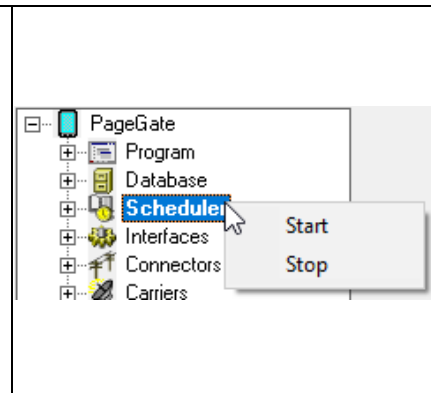 PageGate
Program
Database
Scheduler
Interfaces
Connectors
Carriers
Start
Stop